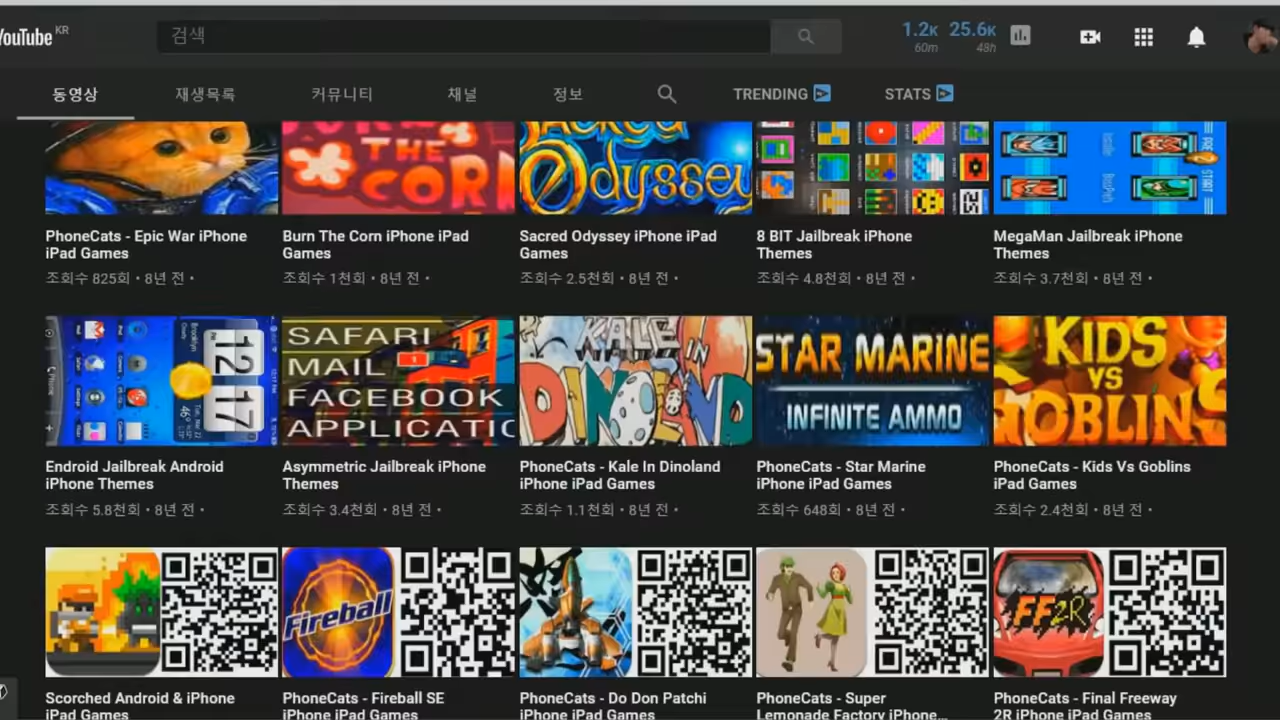 YouTube KR
검색
1.2K 25.6K
60m 48h
동영상 재생목록 커뮤니티 채널 정보 TRENDING STATS
THE
CORN
Odyssey
START
PhoneCats - Epic War iPhone
iPad Games
조회수 825회 • 8년 전 •
Burn The Corn iPhone iPad
Games
조회수 1천회 • 8년 전 •
Sacred Odyssey iPhone iPad
Games
조회수 2.5천회 • 8년 전 •
8 BIT Jailbreak iPhone
Themes
조회수 4.8천회 • 8년 전 •
MegaMan Jailbreak iPhone
Themes
조회수 3.7천회 • 8년 전 •
12
17
SAFARI
MAIL
FACEBOOK
APPLICATIO
KALE IN
DINOLAND
STAR MARINE
INFINITE AMMO
KIDS
VS
GOBLINS
Endroid Jailbreak Android
iPhone Themes
조회수 5.8천회 • 8년 전 •
Asymmetric Jailbreak iPhone
Themes
조회수 3.4천회 • 8년 전 •
PhoneCats - Kale In Dinoland
iPhone iPad Games
조회수 1.1천회 • 8년 전 •
PhoneCats - Star Marine
iPhone iPad Games
조회수 648회 • 8년 전 •
PhoneCats - Kids Vs Goblins
iPad Games
조회수 2.4천회 • 8년 전 •
Fireball
FF2R
Scorched Android & iPhone
iPad Games
PhoneCats - Fireball SE
iPhone iPad Games
PhoneCats - Do Don Patchi
iPhone iPad Games
PhoneCats - Super
Lemonade Factory iPhone…
PhoneCats - Final Freeway
2R iPhone iPad Games